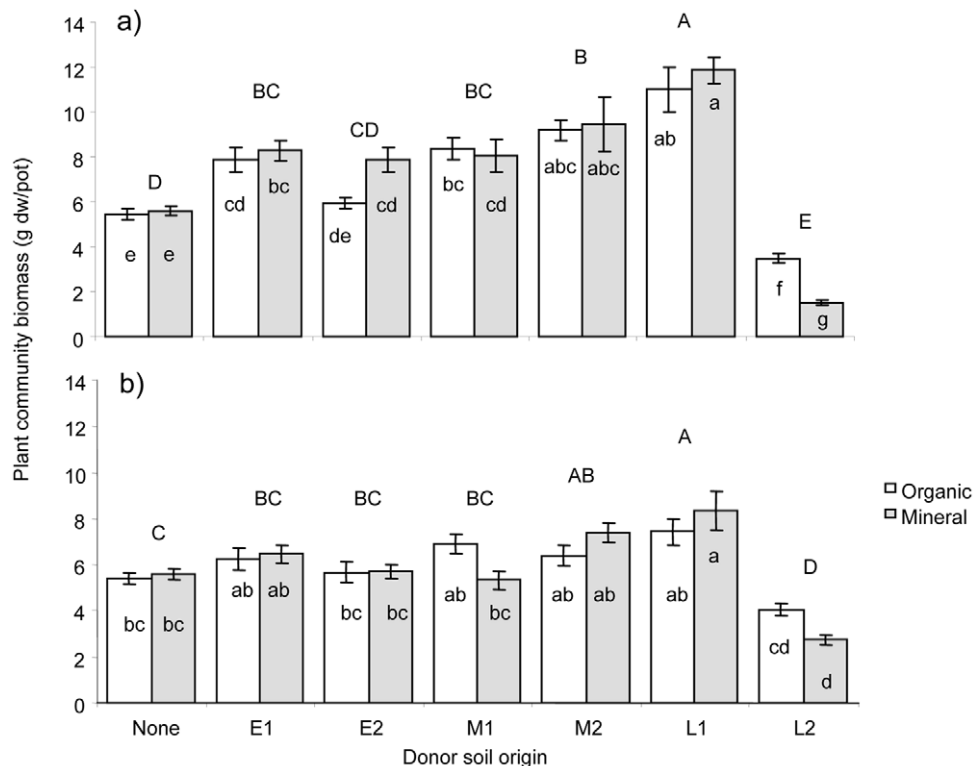 a)
Plant community biomass (g dw/pot)
14
12
10
8
6
4
2
0
D
BC
CD
BC
B
A
E
e
e
cd
bc
de
cd
bc
cd
abc
abc
ab
a
f
g
b)
14
12
10
8
6
4
2
0
C
BC
BC
BC
AB
A
D
bc
bc
ab
ab
bc
bc
ab
bc
ab
ab
ab
a
cd
d
Organic
Mineral
None
E1
E2
M1
M2
L1
L2
Donor soil origin